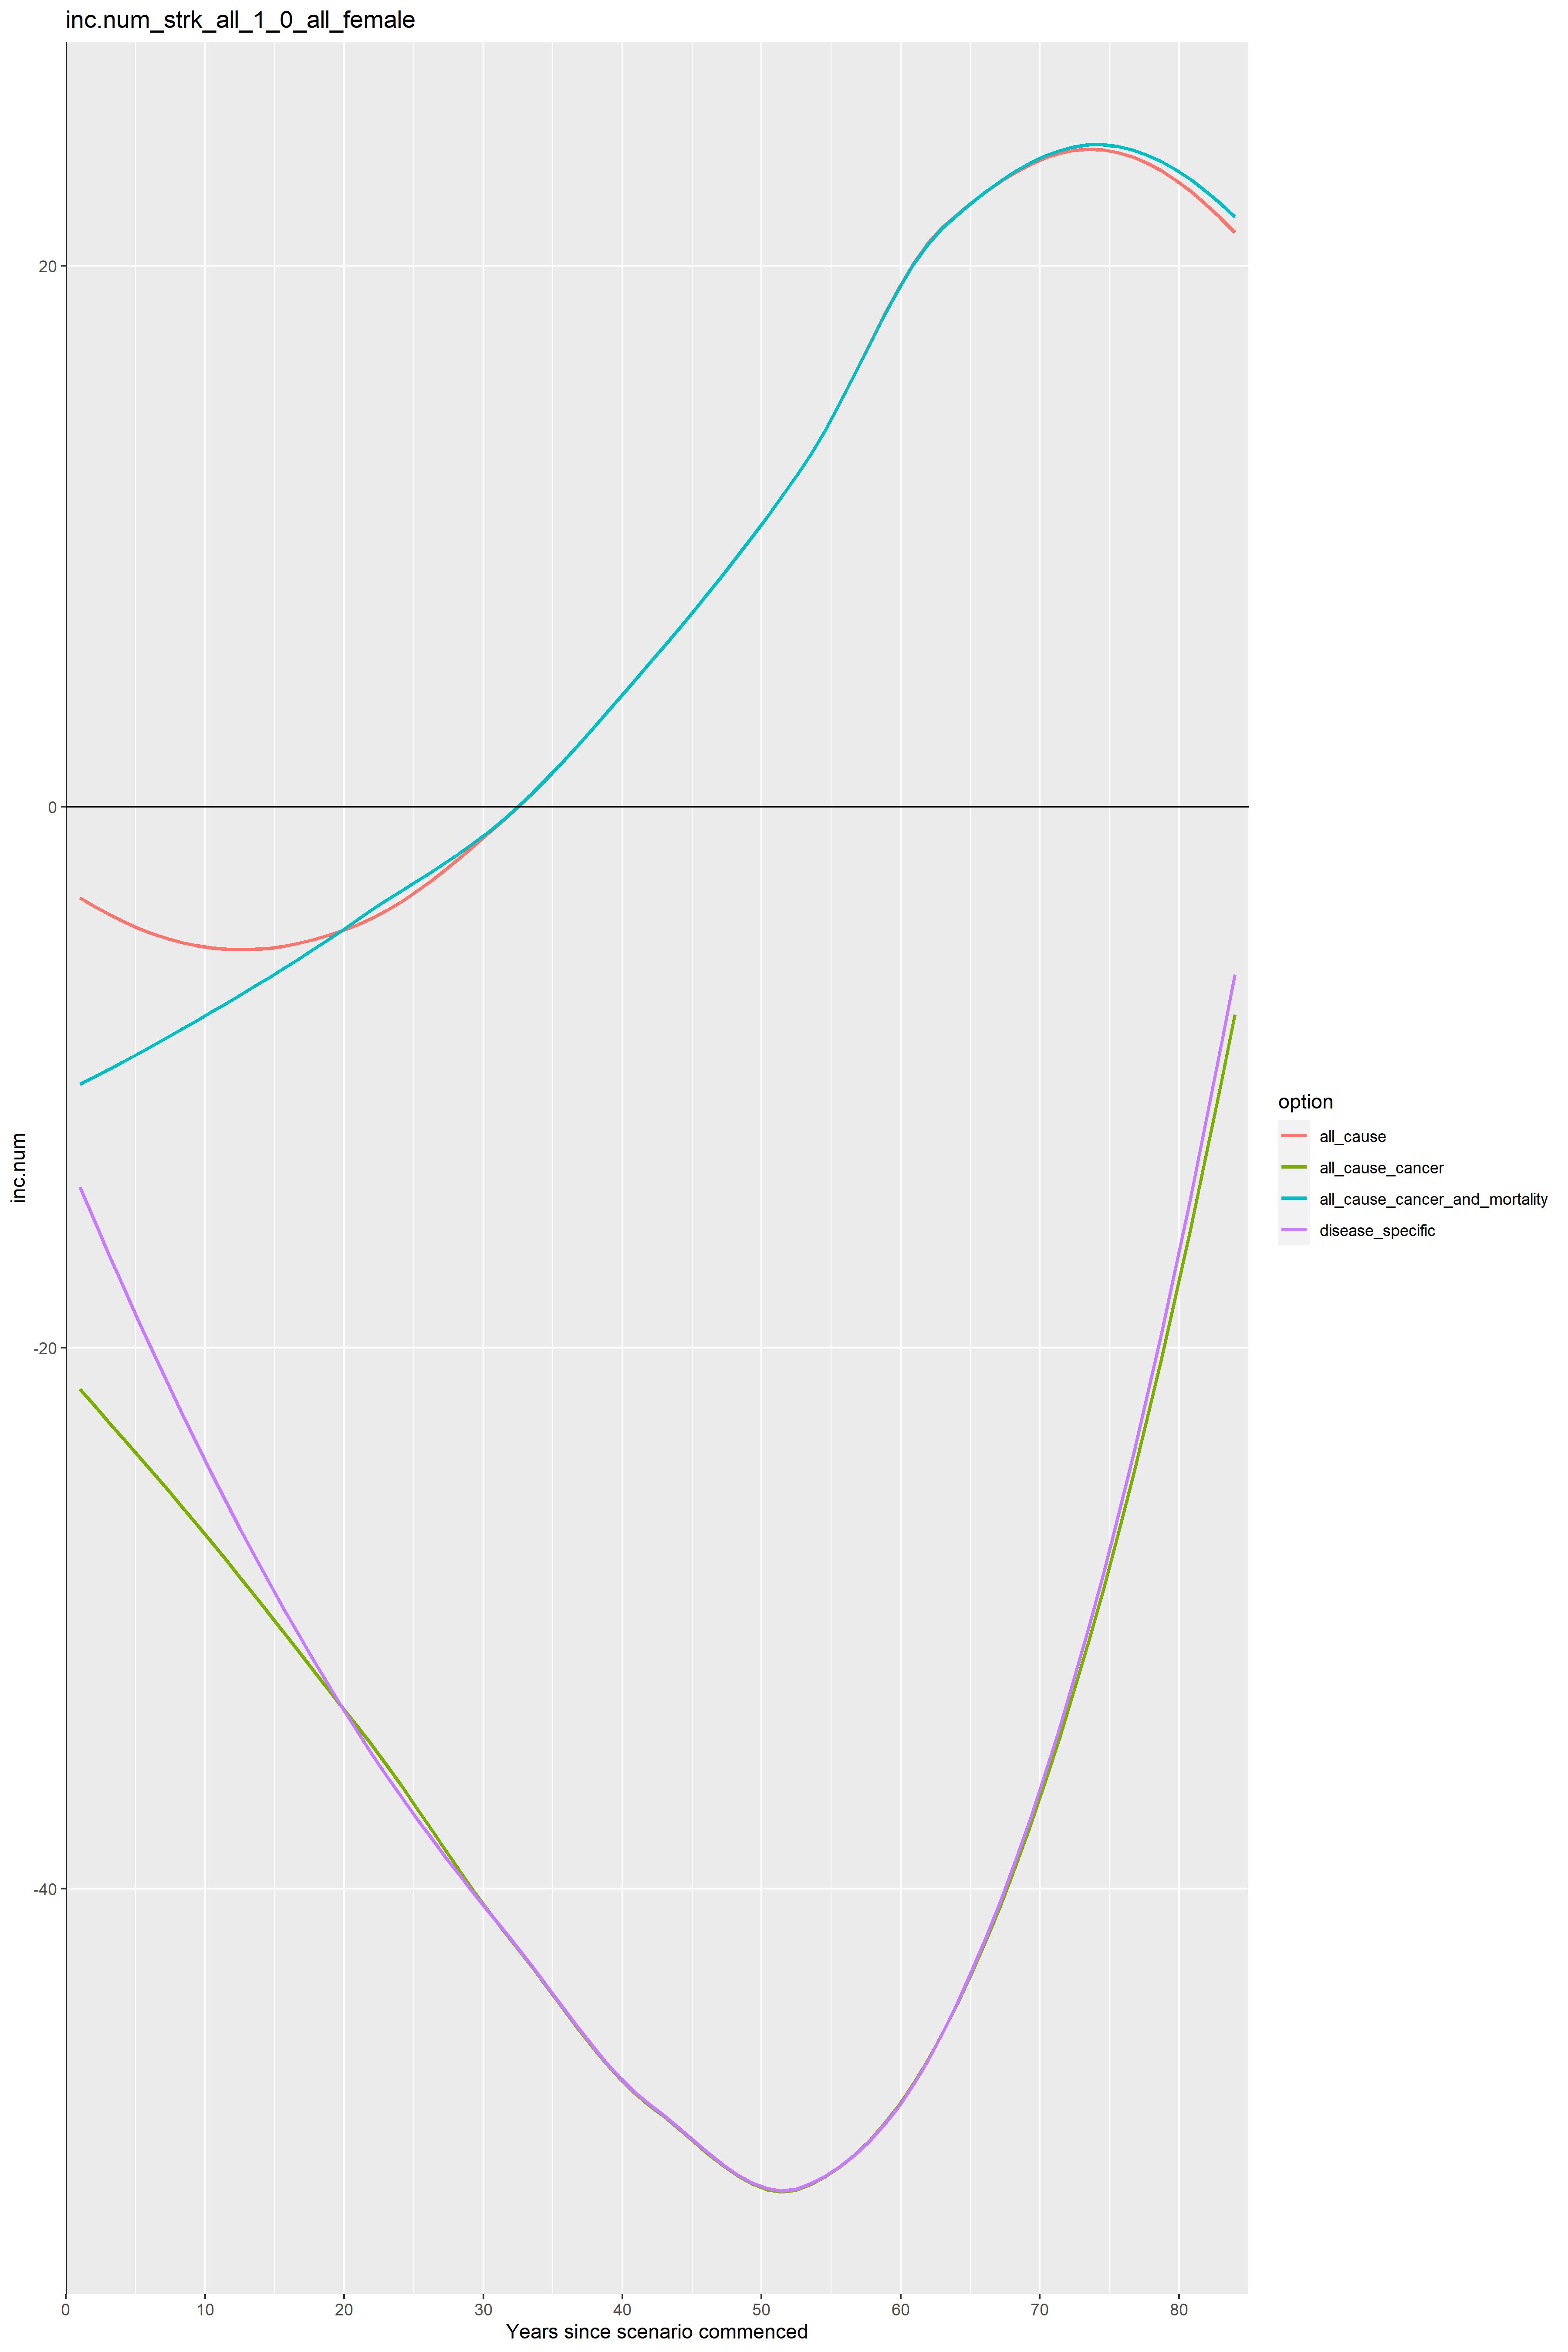 inc.num_strk_all_1_0_all_female
inc.num
20
0
-20
-40
0 10 20 30 40 50 60 70 80
Years since scenario commenced
option
all_cause
all_cause_cancer
all_cause_cancer_and_mortality
disease_specific